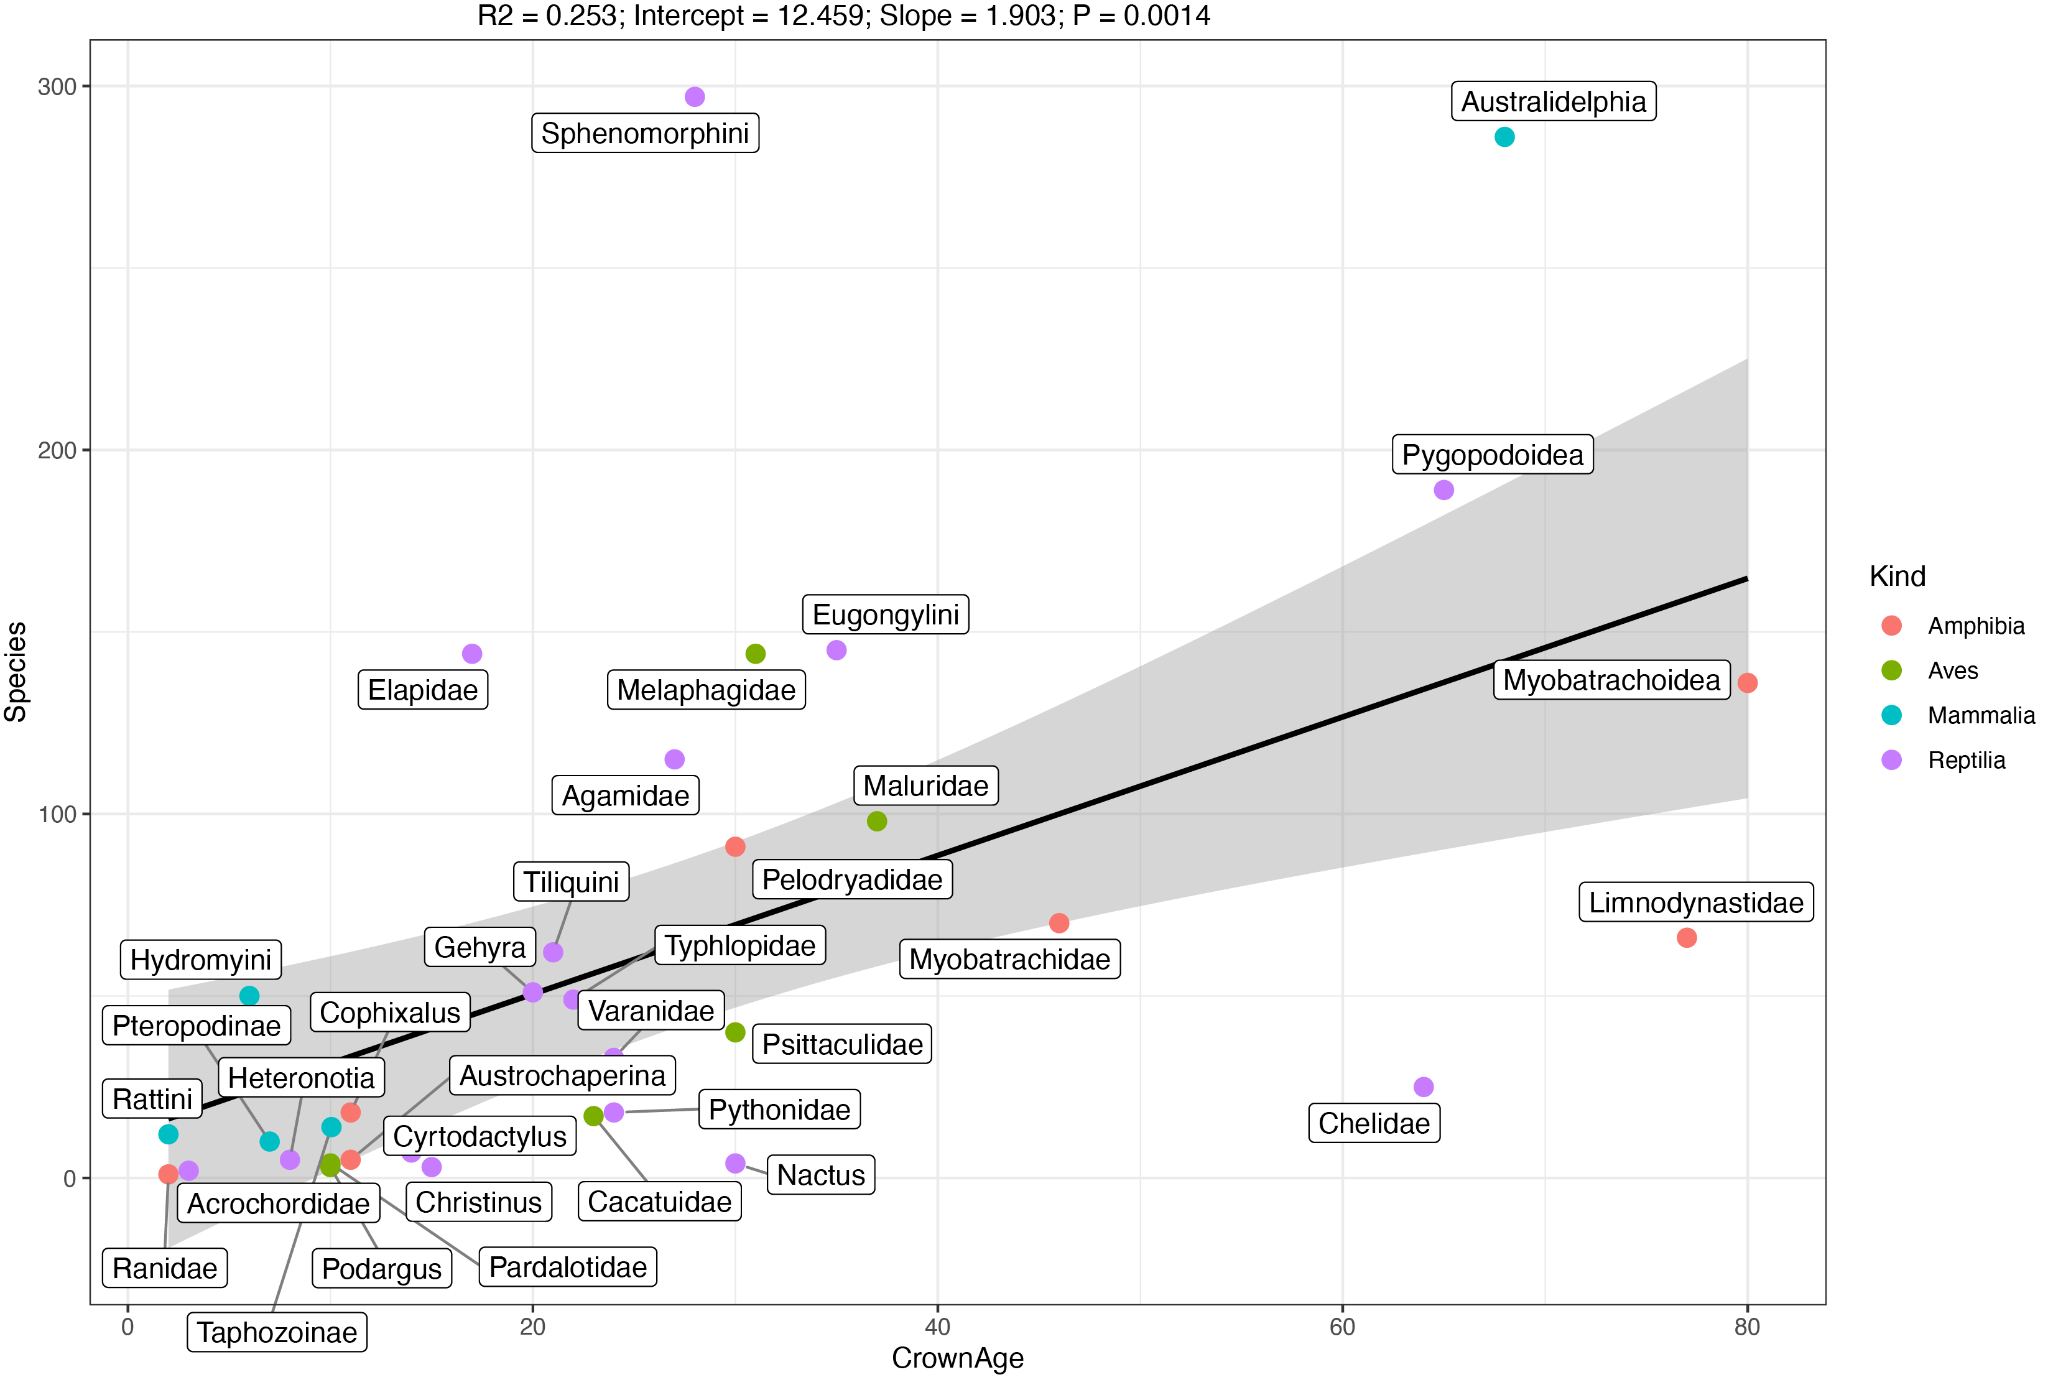 R2 = 0.253; Intercept = 12.459; Slope = 1.903; P = 0.0014
300
200
100
0
Species
Sphenomorphini
Australidelphia
Pygopodoidea
Eugongylini
Elapidae
Melaphagidae
Myobatrachoidea
Agamidae
Maluridae
Tiliquini
Pelodryadidae
Limnodynastidae
Hydromyini
Gehyra
Typhlopidae
Myobatrachidae
Pteropodinae
Cophixalus
Varanidae
Psittaculidae
Rattini
Heteronotia
Austrochaperina
Pythonidae
Chelidae
Cyrtodactylus
Nactus
Acrochordidae
Christinus
Cacatuidae
Ranidae
Podargus
Pardalotidae
Taphozoinae
0
20
40
60
80
CrownAge
Kind
Amphibia
Aves
Mammalia
Reptilia